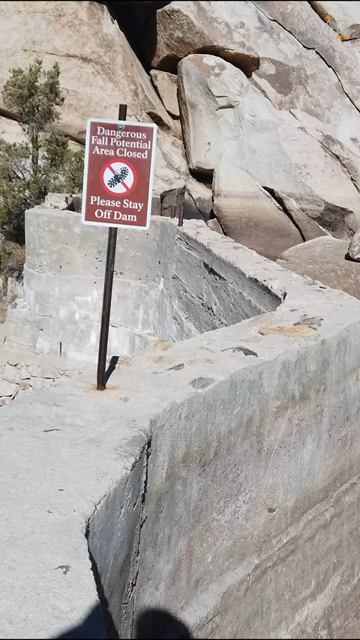 Dangerous
Fall Potential
Area Closed
Please Stay
Off Dam